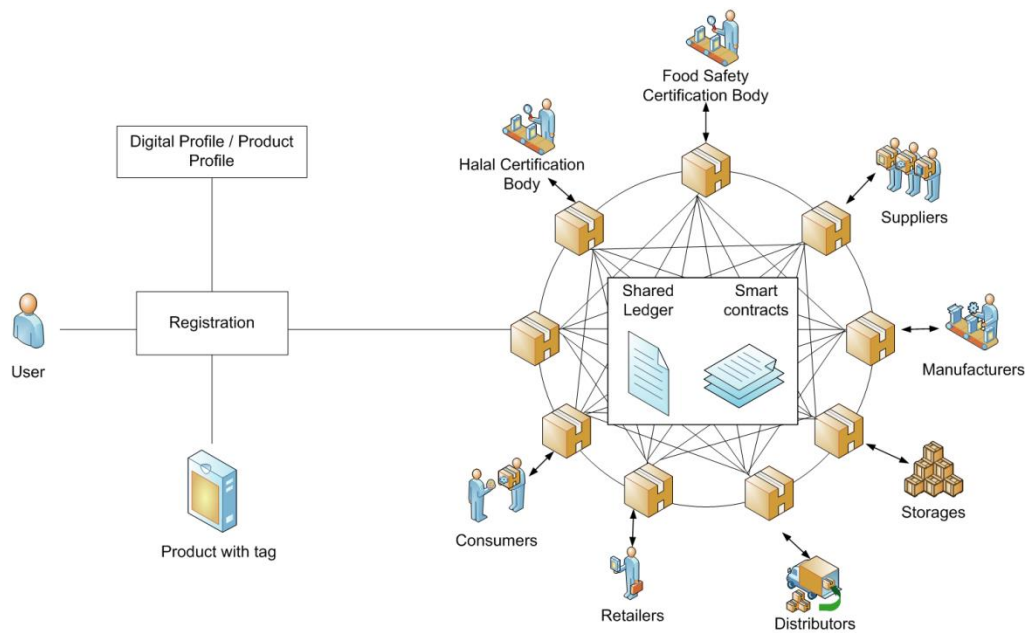 Food Safety
Certification Body
Digital Profile / Product
Profile
Halal Certification
Body
Suppliers
Shared
Ledger
Smart
contracts
Registration
User
Manufacturers
Storages
Consumers
Product with tag
Retailers
Distributors